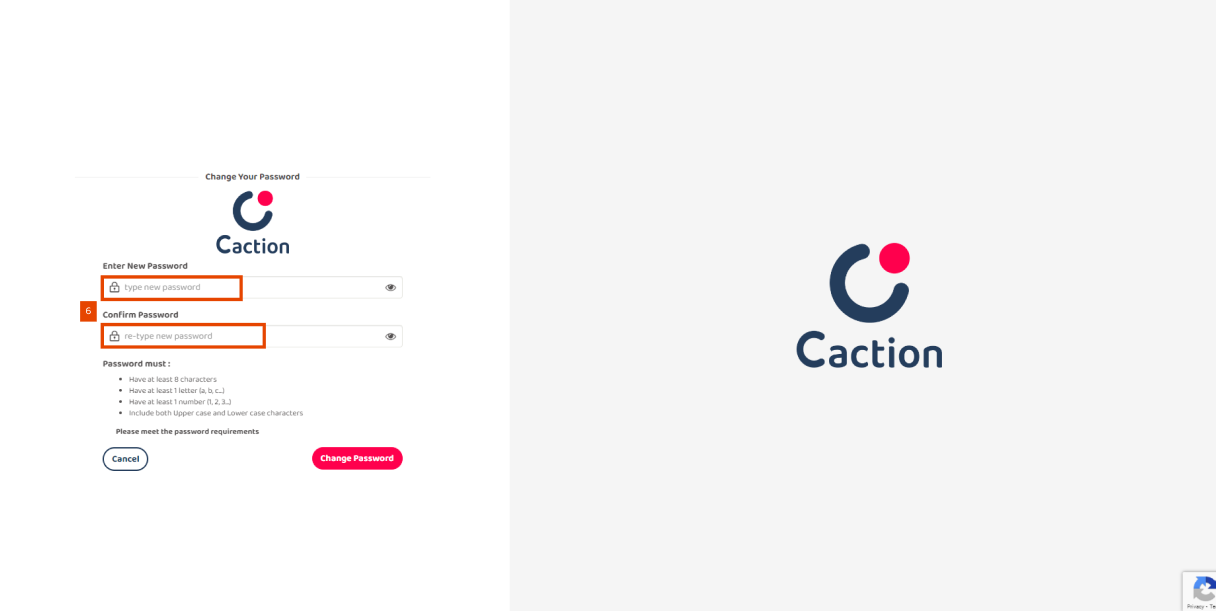 Change Your Password
Caction
Enter New Password
type new password
6
Confirm Password
re-type new password
Password must :
Have at least 8 characters
Have at least 1 letter (a, b, c...)
Have at least 1 number (1, 2, 3...)
Include both Upper case and Lower case characters
Please meet the password requirements
Cancel
Change Password
Caction
Privacy - Te